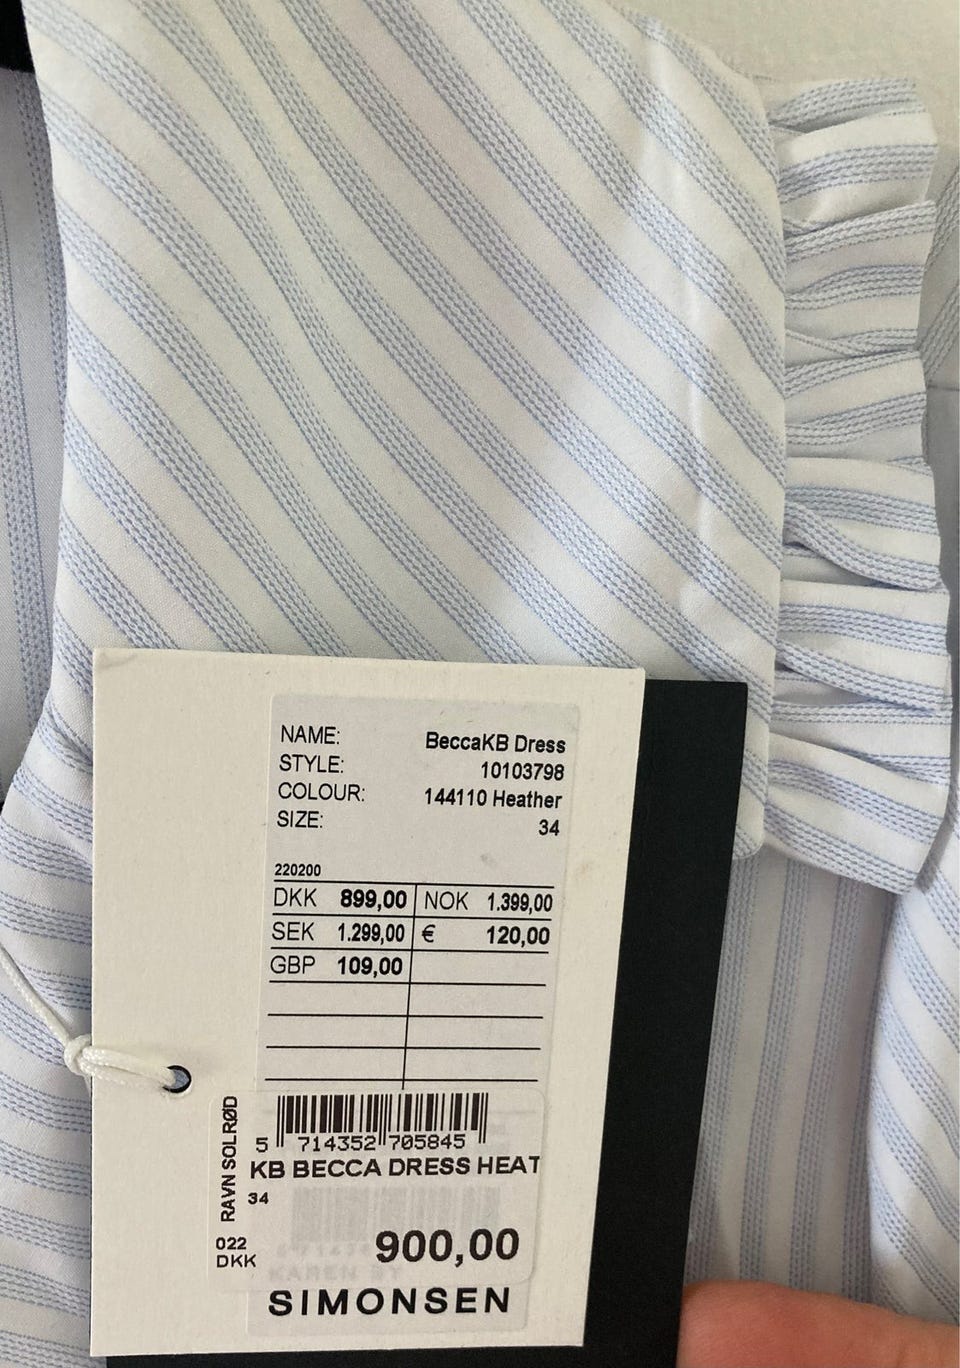 NAME: BeccaKB Dress
STYLE: 10103798
COLOUR: 144110 Heather
SIZE: 34
220200
DKK 899,00 NOK 1.399,00
SEK 1.299,00 € 120,00
GBP 109,00
RAVN SOLRØD
5 714352 705845
KB BECCA DRESS HEAT
34
022
DKK
900,00
KAREN BY
SIMONSEN